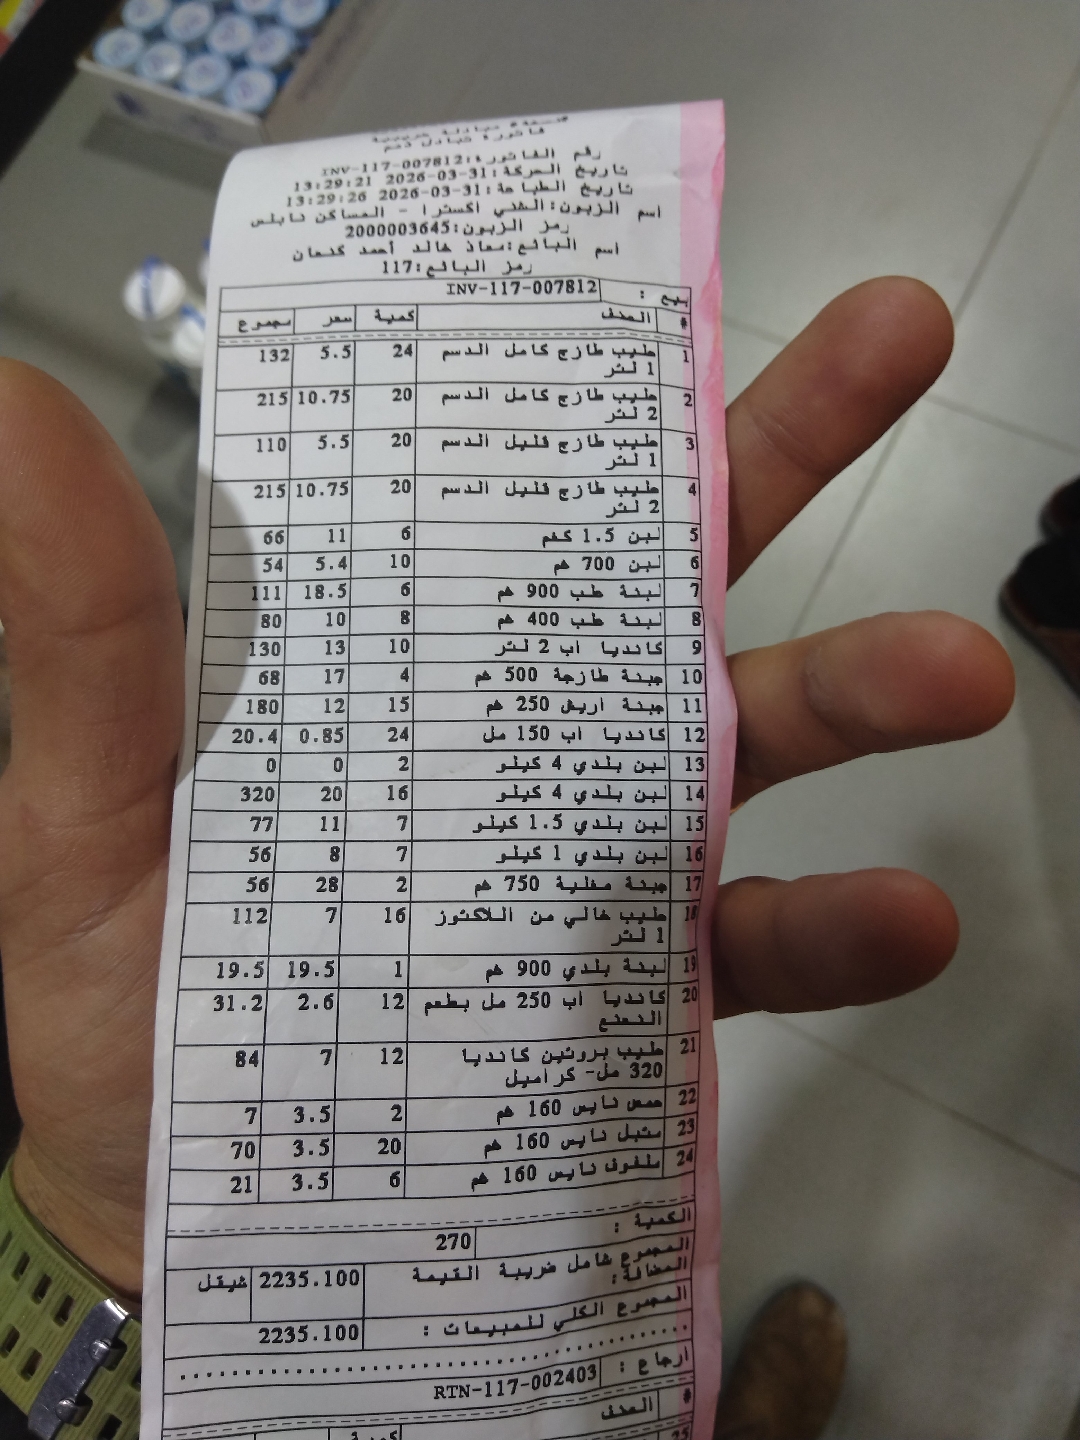 فاتورة تبادل ذمم
رقم الفاتورة: INV-117-007812
تاريخ الحركة: 2026-03-31 13:29:21
تاريخ الطباعة: 2026-03-31 13:29:26
اسم الزبون: الشني اكسترا - المساكن نابلس
رمز الزبون: 2000003645
اسم البائع: معاذ خالد أحمد كنعان
رمز البائع: 117
بيع : INV-117-007812
# الصنف كمية سعر مجموع
1 حليب طازج كامل الدسم 24 5.5 132
1 لتر
2 حليب طازج كامل الدسم 20 10.75 215
2 لتر
3 حليب طازج قليل الدسم 20 5.5 110
1 لتر
4 حليب طازج قليل الدسم 20 10.75 215
2 لتر
5 لبن 1.5 كغم 6 11 66
6 لبن 700 غم 10 5.4 54
7 لبنة علب 900 غم 6 18.5 111
8 لبنة علب 400 غم 8 10 80
9 كانديا اب 2 لتر 10 13 130
10 جبنة طازجة 500 غم 4 17 68
11 جبنة اريش 250 غم 15 12 180
12 كانديا اب 150 مل 24 0.85 20.4
13 لبن بلدي 4 كيلو 2 0 0
14 لبن بلدي 4 كيلو 16 20 320
15 لبن بلدي 1.5 كيلو 7 11 77
16 لبن بلدي 1 كيلو 7 8 56
17 جبنة مغلية 750 غم 2 28 56
18 حليب خالي من اللاكتوز 16 7 112
1 لتر
19 لبنة بلدي 900 غم 1 19.5 19.5
20 كانديا اب 250 مل بطعم 12 2.6 31.2
النعنع
21 حليب بروتين كانديا 12 7 84
320 مل- كراميل
22 حمص نايس 160 غم 2 3.5 7
23 متبل نايس 160 غم 20 3.5 70
24 ملفوف نايس 160 غم 6 3.5 21
الكمية : 270
المجموع شامل ضريبة القيمة المضافة: 2235.100 شيقل
المجموع الكلي للمبيعات : 2235.100
ارجاع : RTN-117-002403
# الصنف كمية
25